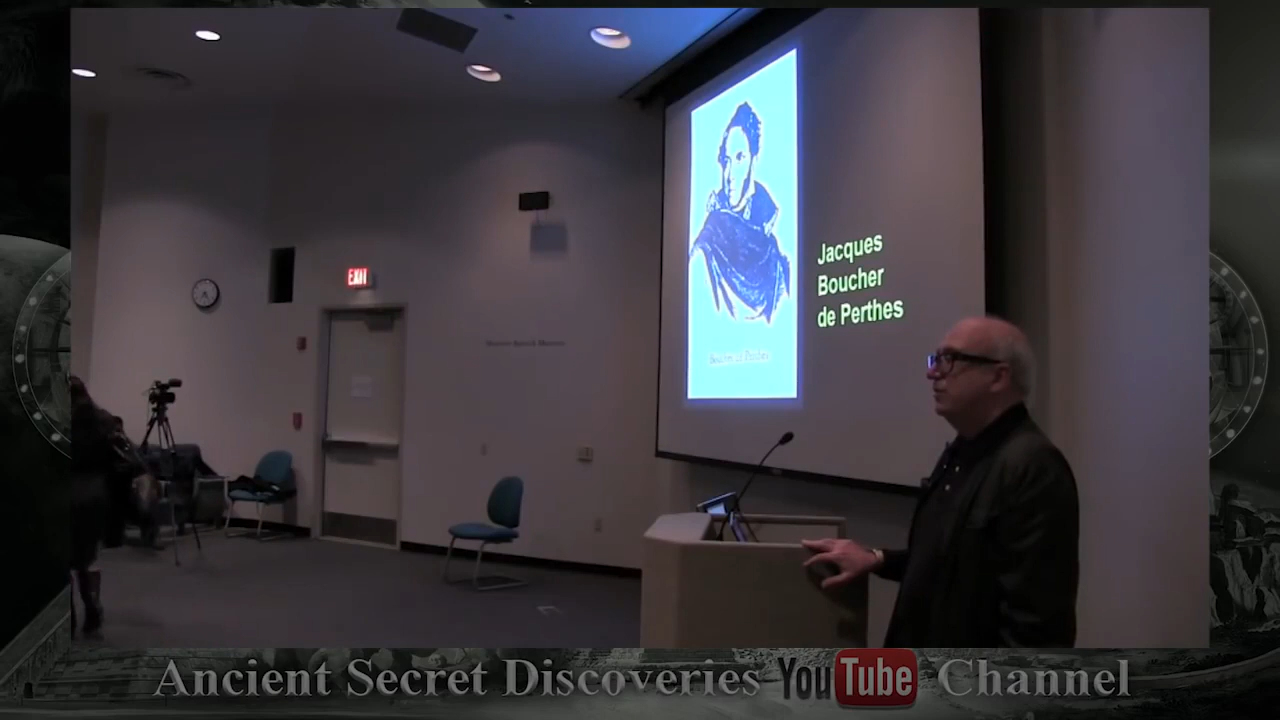 EXIT
Jacques
Boucher
de Perthes
Ancient Secret Discoveries YouTube Channel